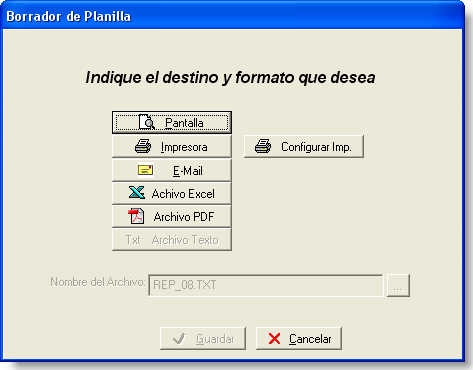 Borrador de Planilla
Indique el destino y formato que desea
Pantalla
Impresora
Configurar Imp.
E-Mail
Achivo Excel
Archivo PDF
Txt Archivo Texto
Nombre del Archivo: REP_08.TXT ...
Guardar
Cancelar